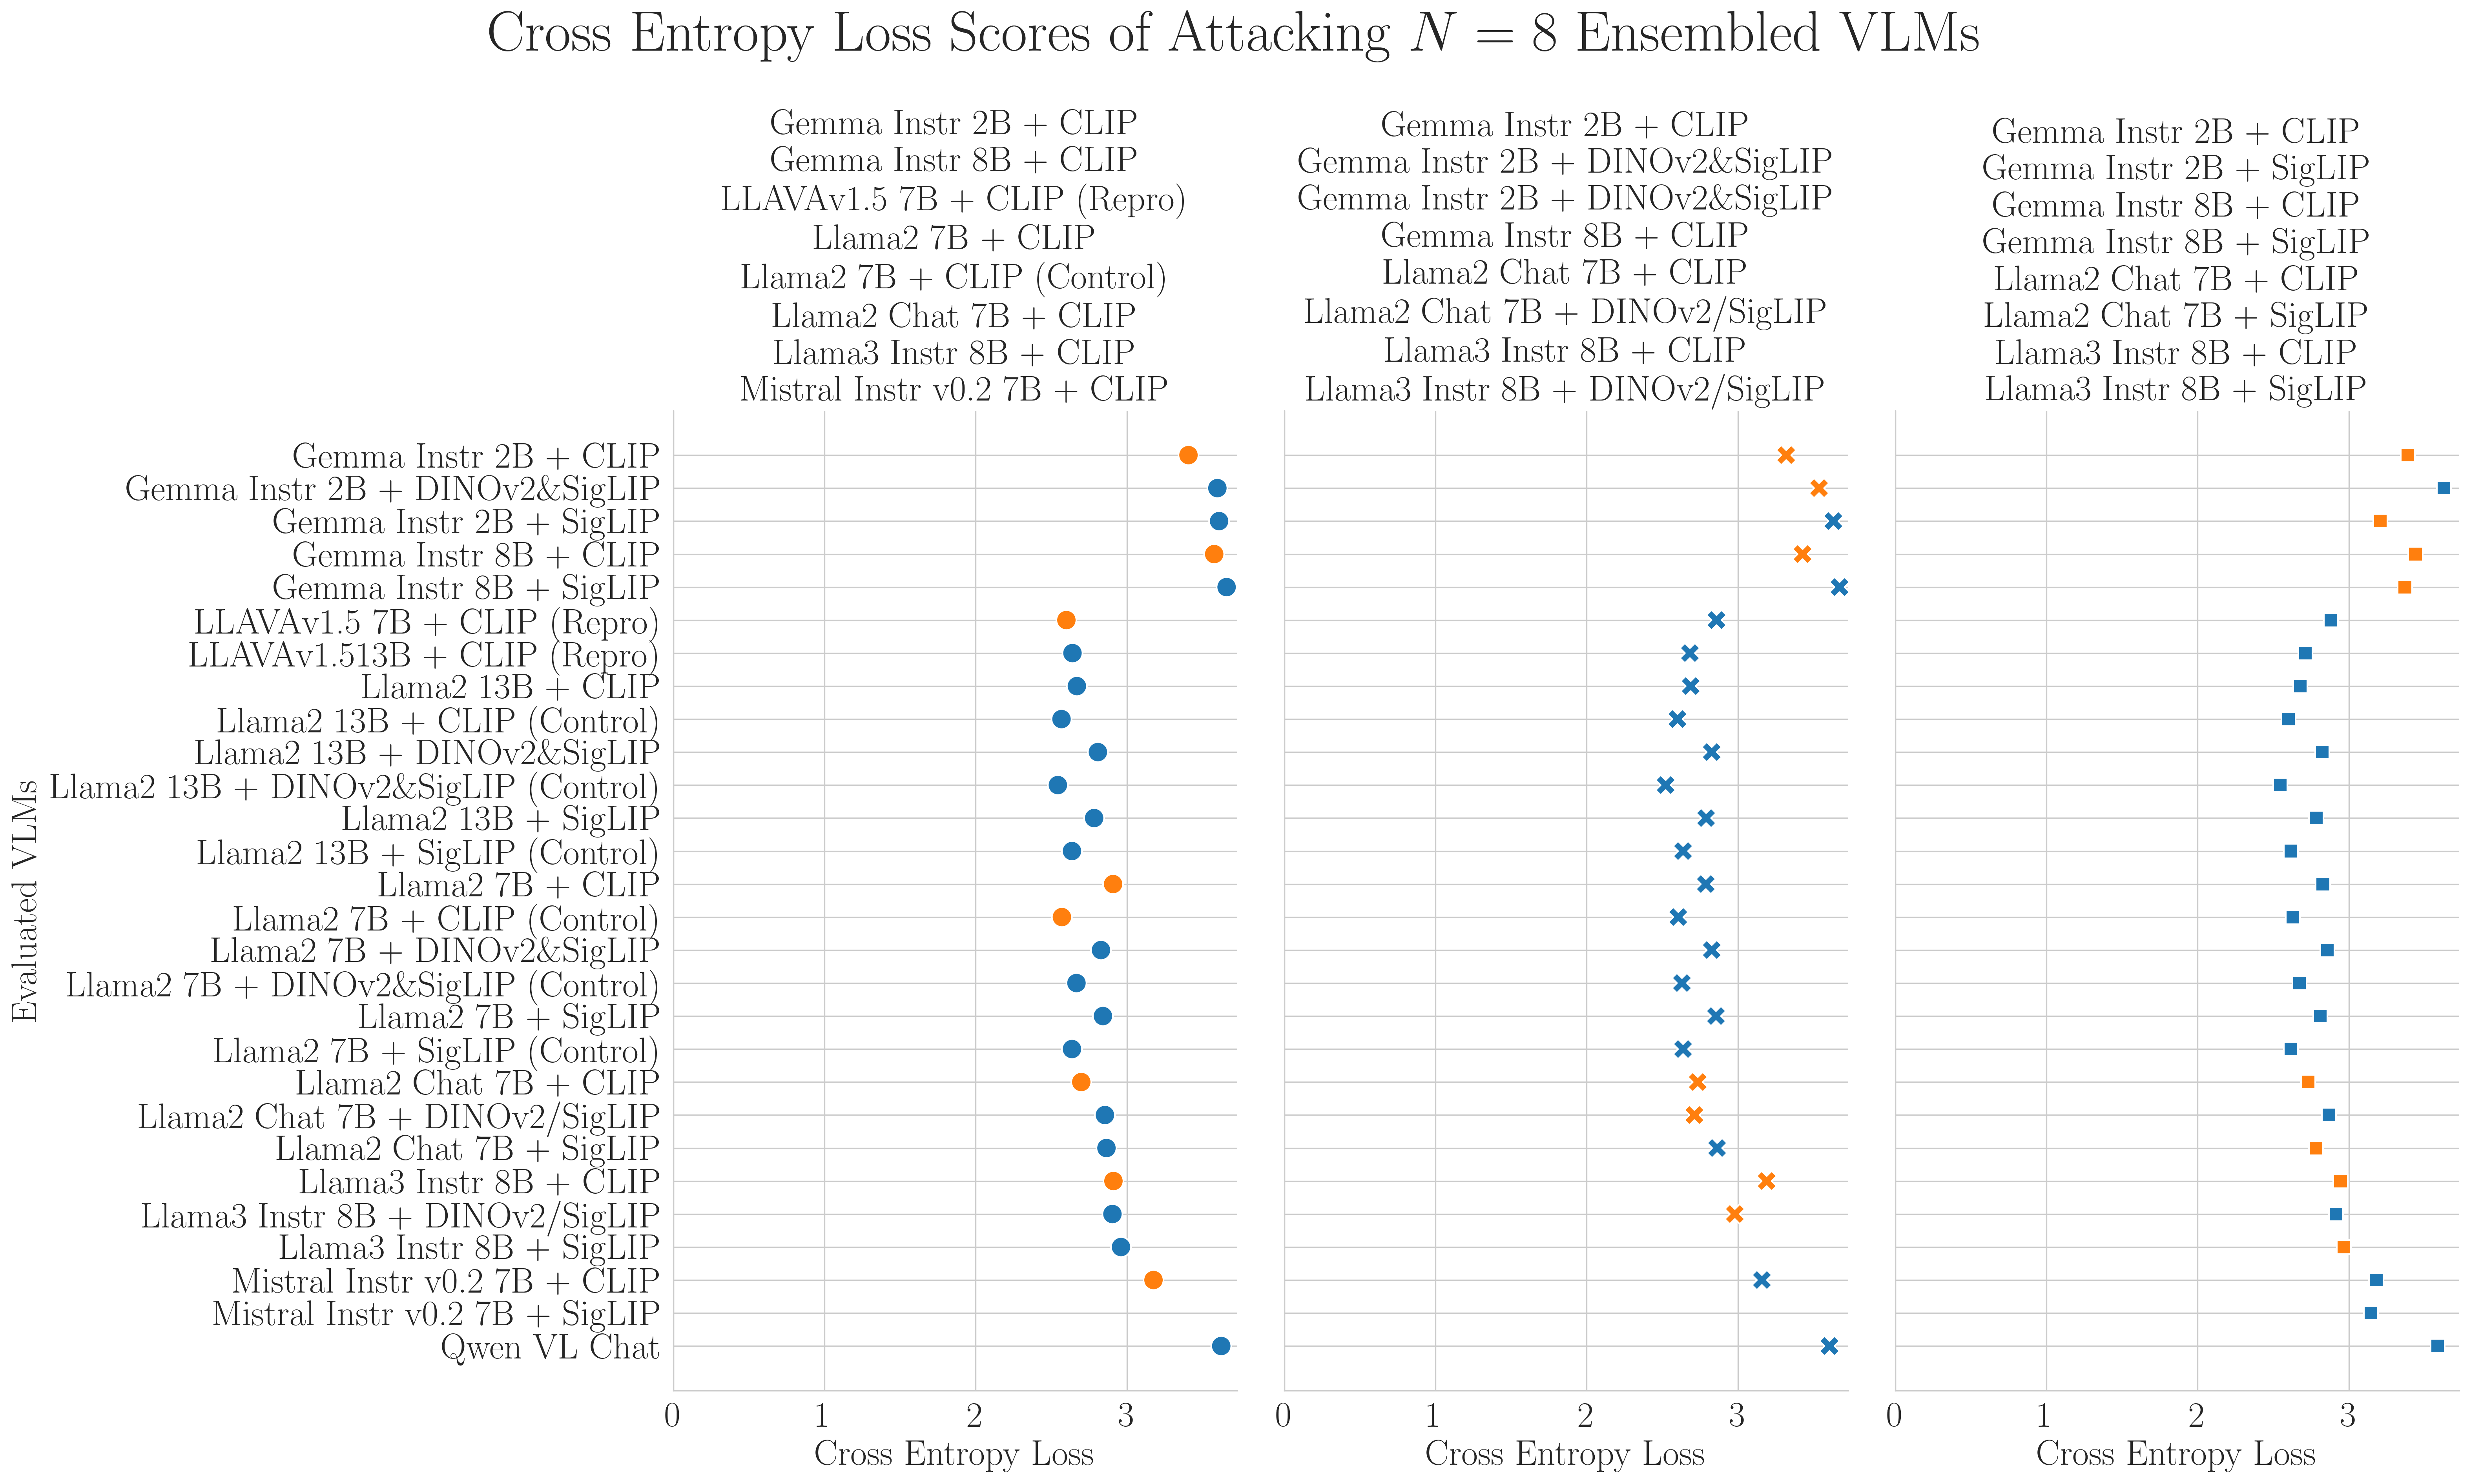 Cross Entropy Loss Scores of Attacking N = 8 Ensembled VLMs
Gemma Instr 2B + CLIP
Gemma Instr 8B + CLIP
LLAVAv1.5 7B + CLIP (Repro)
Llama2 7B + CLIP
Llama2 7B + CLIP (Control)
Llama2 Chat 7B + CLIP
Llama3 Instr 8B + CLIP
Mistral Instr v0.2 7B + CLIP
Gemma Instr 2B + CLIP
Gemma Instr 2B + DINOv2&SigLIP
Gemma Instr 2B + DINOv2&SigLIP
Gemma Instr 8B + CLIP
Llama2 Chat 7B + CLIP
Llama2 Chat 7B + DINOv2/SigLIP
Llama3 Instr 8B + CLIP
Llama3 Instr 8B + DINOv2/SigLIP
Gemma Instr 2B + CLIP
Gemma Instr 2B + SigLIP
Gemma Instr 8B + CLIP
Gemma Instr 8B + SigLIP
Llama2 Chat 7B + CLIP
Llama2 Chat 7B + SigLIP
Llama3 Instr 8B + CLIP
Llama3 Instr 8B + SigLIP
Evaluated VLMs
Gemma Instr 2B + CLIP
Gemma Instr 2B + DINOv2&SigLIP
Gemma Instr 2B + SigLIP
Gemma Instr 8B + CLIP
Gemma Instr 8B + SigLIP
LLAVAv1.5 7B + CLIP (Repro)
LLAVAv1.513B + CLIP (Repro)
Llama2 13B + CLIP
Llama2 13B + CLIP (Control)
Llama2 13B + DINOv2&SigLIP
Llama2 13B + DINOv2&SigLIP (Control)
Llama2 13B + SigLIP
Llama2 13B + SigLIP (Control)
Llama2 7B + CLIP
Llama2 7B + CLIP (Control)
Llama2 7B + DINOv2&SigLIP
Llama2 7B + DINOv2&SigLIP (Control)
Llama2 7B + SigLIP
Llama2 7B + SigLIP (Control)
Llama2 Chat 7B + CLIP
Llama2 Chat 7B + DINOv2/SigLIP
Llama2 Chat 7B + SigLIP
Llama3 Instr 8B + CLIP
Llama3 Instr 8B + DINOv2/SigLIP
Llama3 Instr 8B + SigLIP
Mistral Instr v0.2 7B + CLIP
Mistral Instr v0.2 7B + SigLIP
Qwen VL Chat
0 1 2 3
Cross Entropy Loss
0 1 2 3
Cross Entropy Loss
0 1 2 3
Cross Entropy Loss